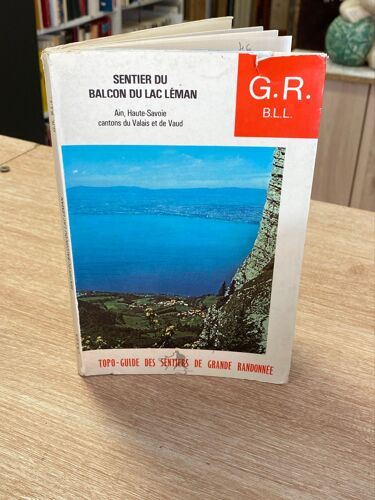 SENTIER DU
BALCON DU LAC LÉMAN
Ain, Haute-Savoie
cantons du Valais et de Vaud
G.R.
B.L.L.
TOPO-GUIDE DES SENTIERS DE GRANDE RANDONNÉE